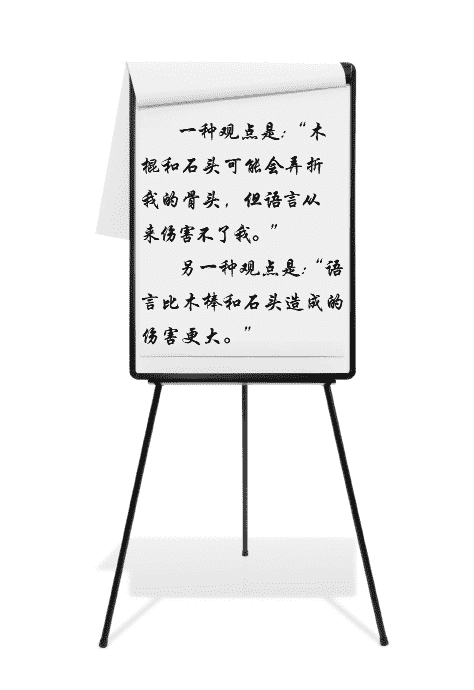 一种观点是：“木
棍和石头可能会弄折
我的骨头，但语言从
来伤害不了我。”
另一种观点是：“语
言比木棒和石头造成的
伤害更大。”